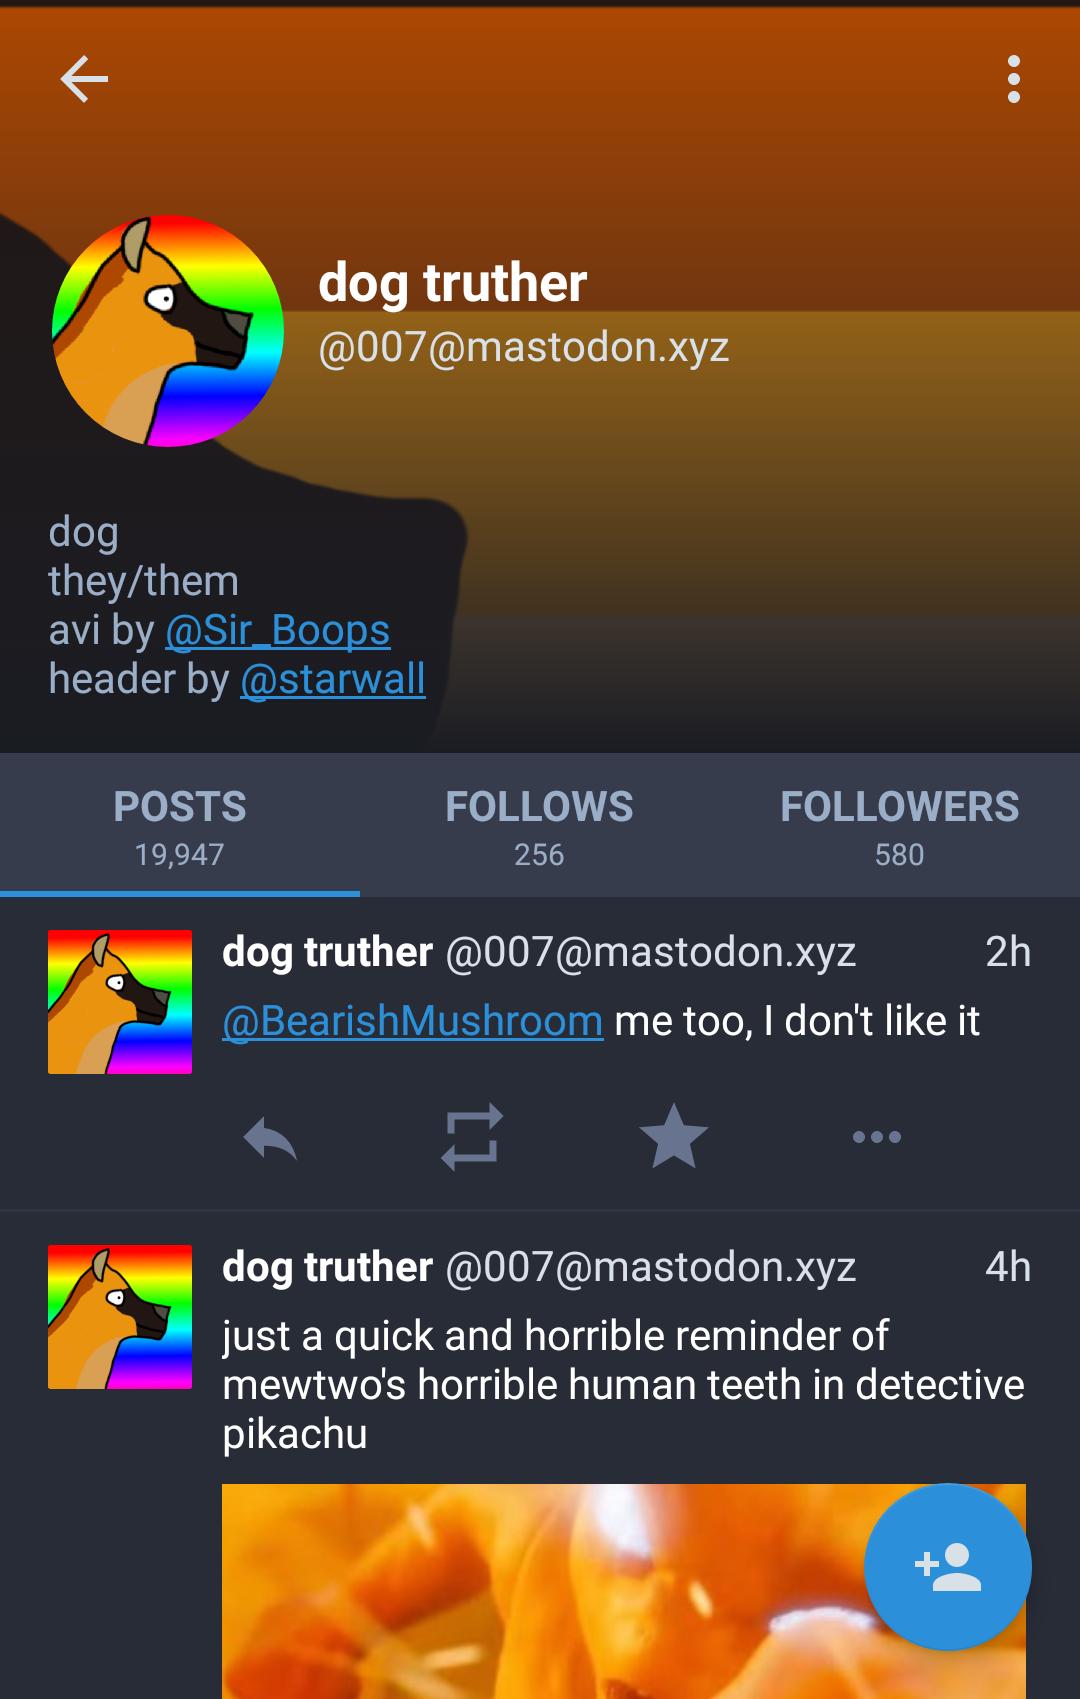 dog truther
@007@mastodon.xyz
dog
they/them
avi by @Sir_Boops
header by @starwall
POSTS
19,947
FOLLOWS
256
FOLLOWERS
580
dog truther @007@mastodon.xyz 2h
@BearishMushroom me too, I don't like it
dog truther @007@mastodon.xyz 4h
just a quick and horrible reminder of
mewtwo's horrible human teeth in detective
pikachu